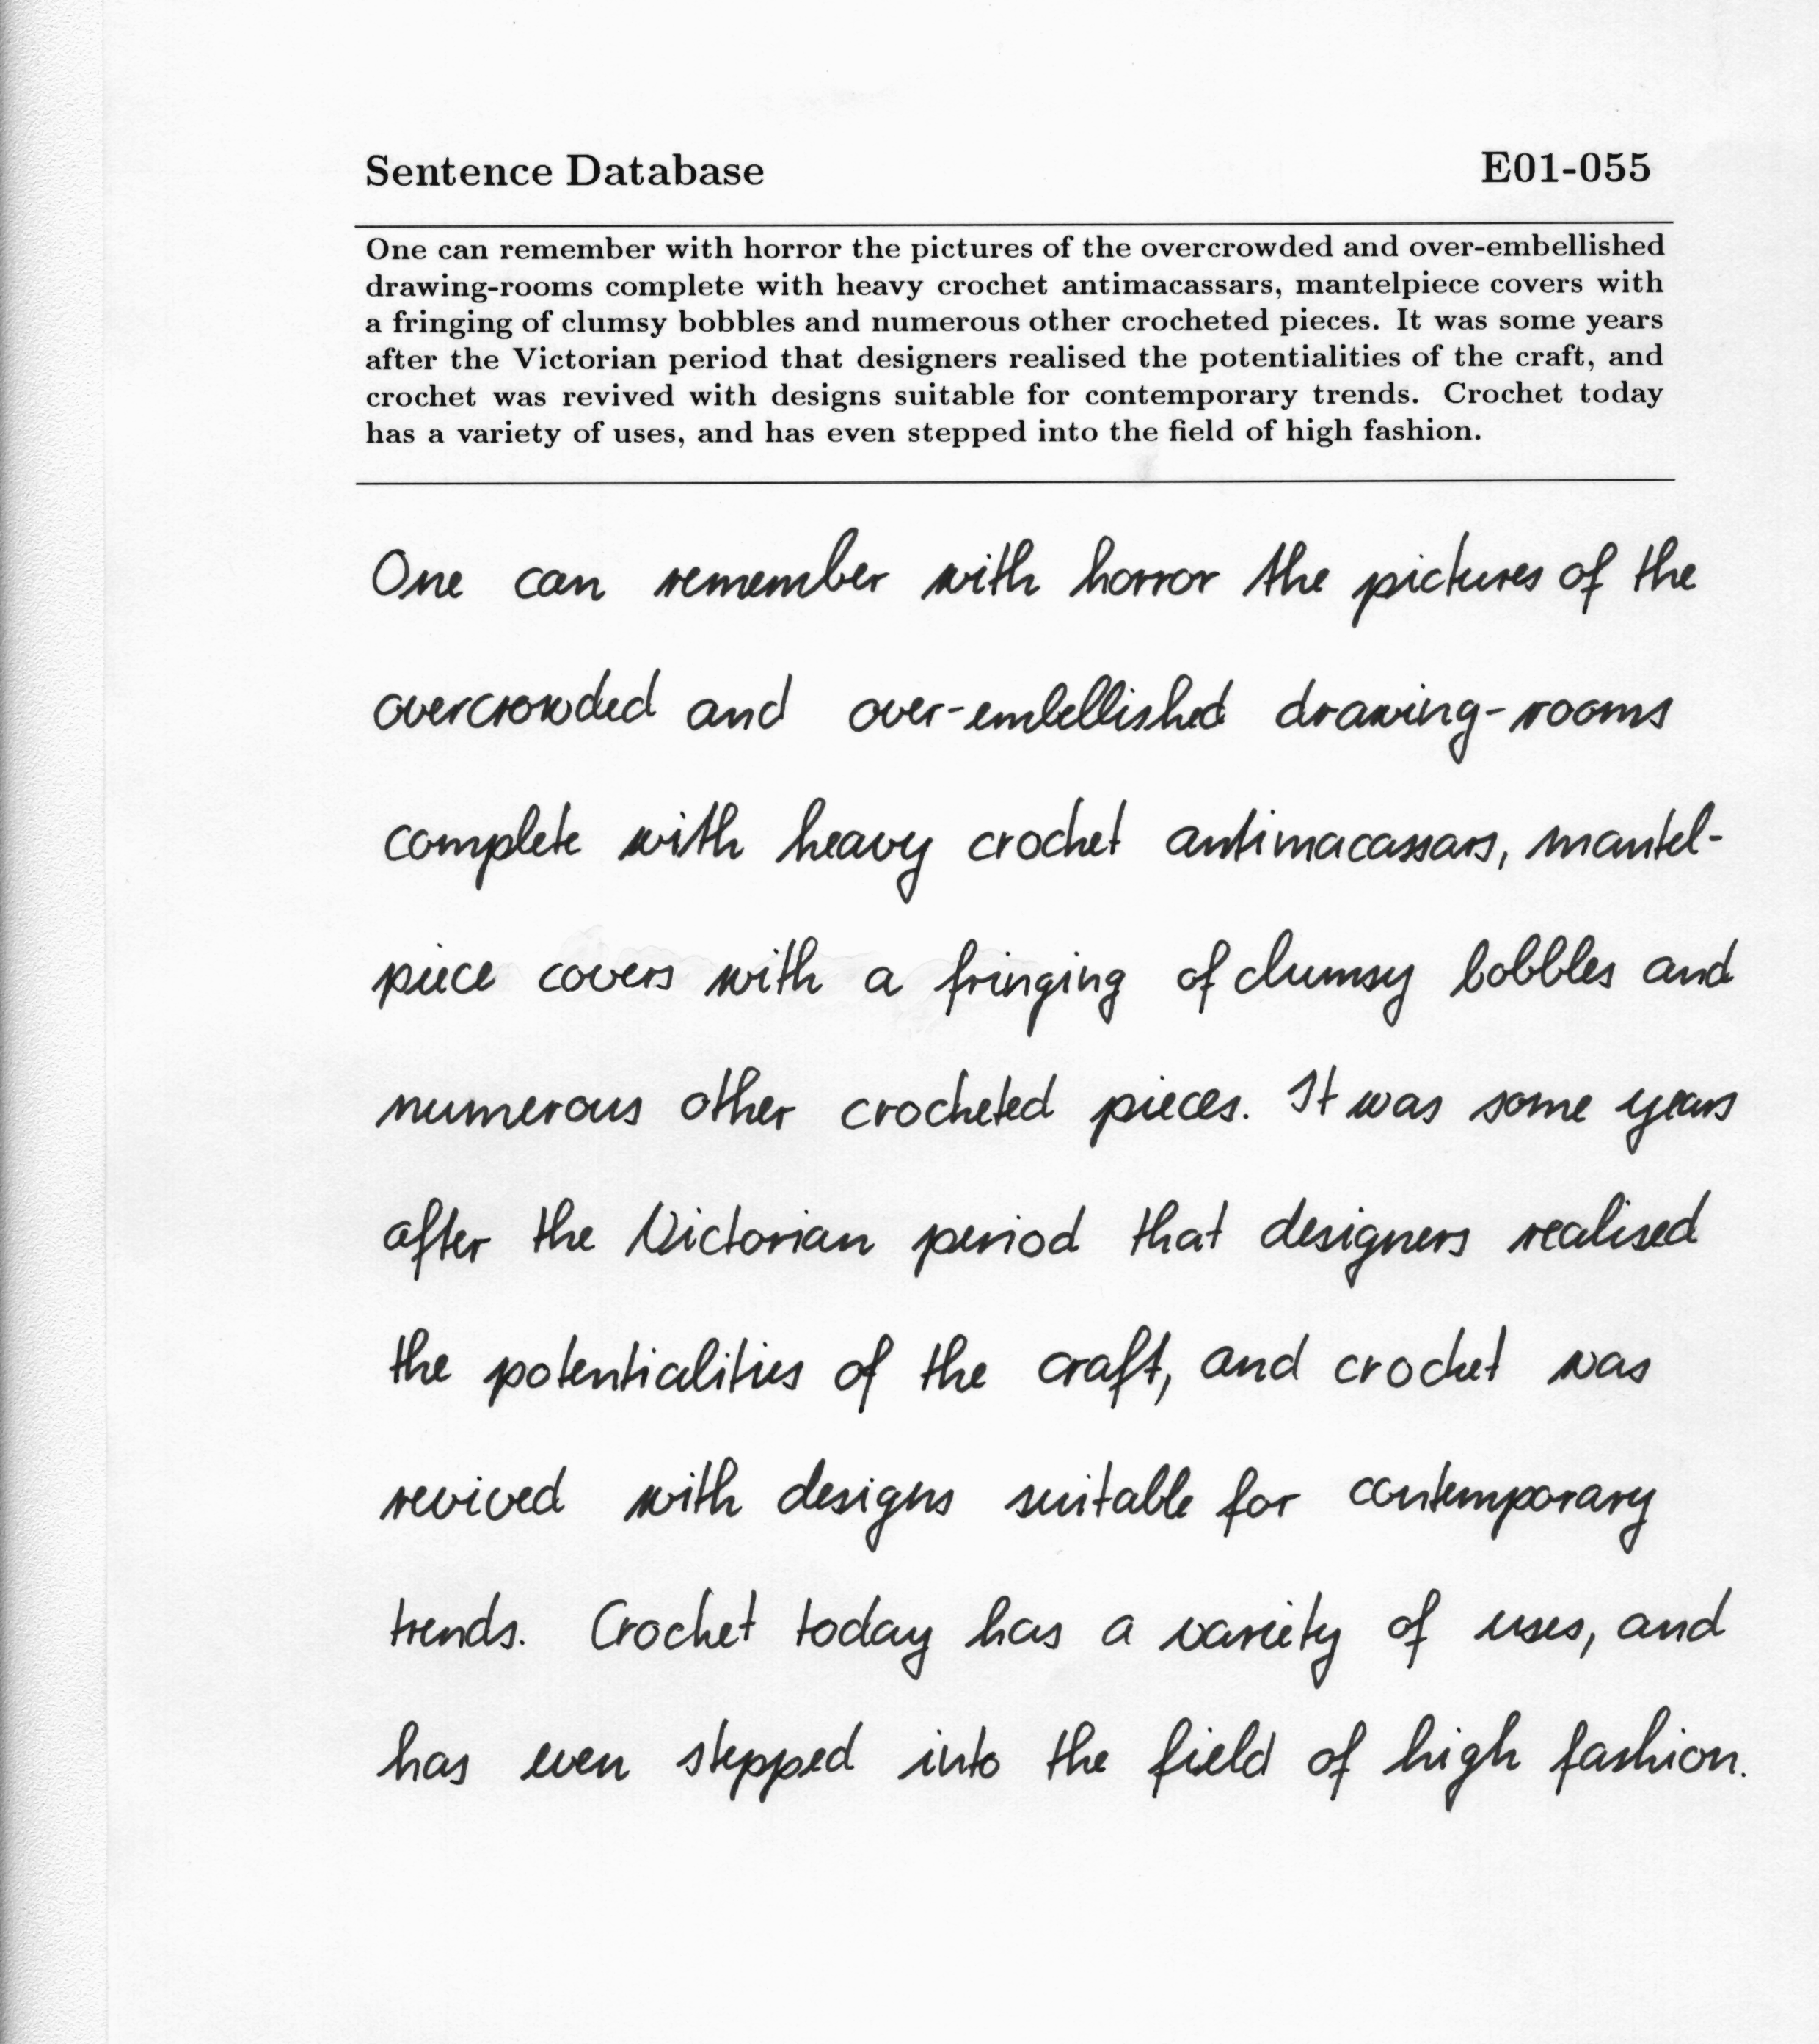 Sentence Database E01-055
One can remember with horror the pictures of the overcrowded and over-embellished
drawing-rooms complete with heavy crochet antimacassars, mantelpiece covers with
a fringing of clumsy bobbles and numerous other crocheted pieces. It was some years
after the Victorian period that designers realised the potentialities of the craft, and
crochet was revived with designs suitable for contemporary trends. Crochet today
has a variety of uses, and has even stepped into the field of high fashion.
One can remember with horror the pictures of the
overcrowded and over-embellished drawing-rooms
complete with heavy crochet antimacassars, mantel-
piece covers with a fringing of clumsy bobbles and
numerous other crocheted pieces. It was some years
after the Victorian period that designers realised
the potentialities of the craft, and crochet was
revived with designs suitable for contemporary
trends. Crochet today has a variety of uses, and
has even stepped into the field of high fashion.